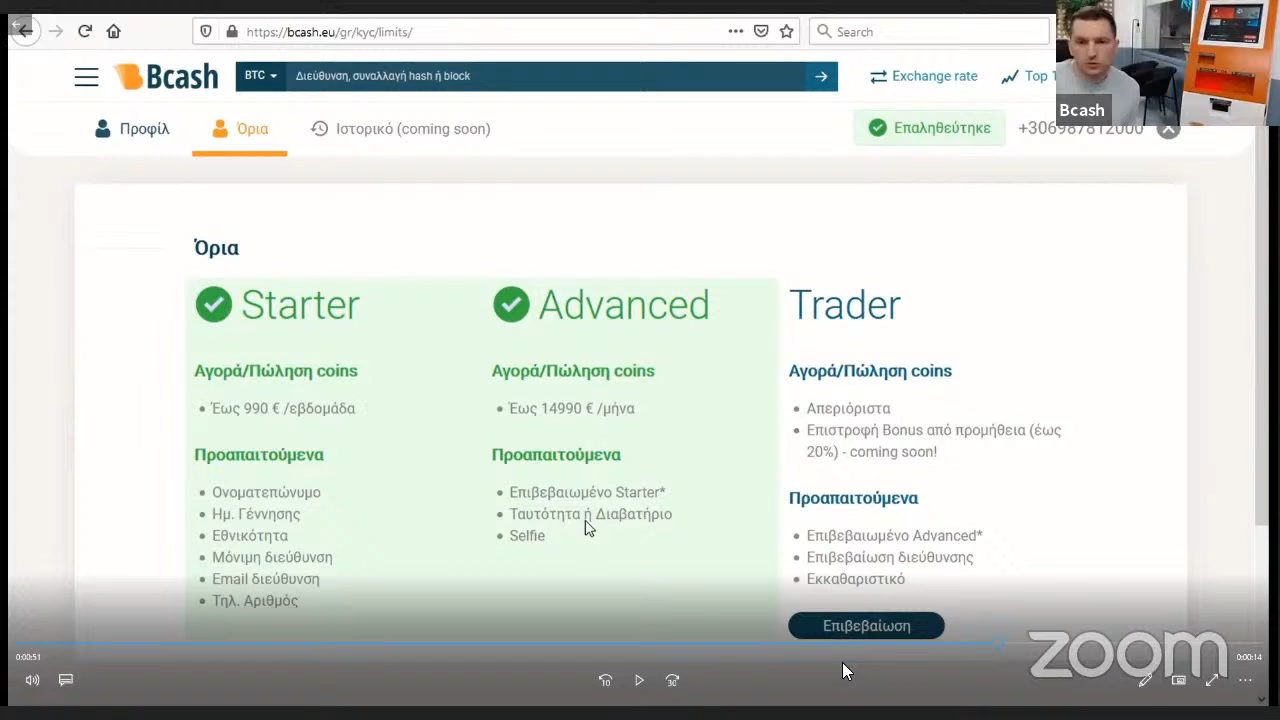 https://bcash.eu/gr/kyc/limits/
Search
Bcash
BTC
Διεύθυνση, συναλλαγή hash ή block
Exchange rate
Top
Bcash
Προφίλ
Όρια
Ιστορικό (coming soon)
Επαληθεύτηκε
+306987812000
Όρια
Starter
Advanced
Trader
Αγορά/Πώληση coins
Αγορά/Πώληση coins
Αγορά/Πώληση coins
• Έως 990 € /εβδομάδα
• Έως 14990 € /μήνα
• Απεριόριστα
• Επιστροφή Bonus από προμήθεια (έως
20%) - coming soon!
Προαπαιτούμενα
Προαπαιτούμενα
Προαπαιτούμενα
• Ονοματεπώνυμο
• Ημ. Γέννησης
• Εθνικότητα
• Μόνιμη διεύθυνση
• Email διεύθυνση
• Τηλ. Αριθμός
• Επιβεβαιωμένο Starter*
• Ταυτότητα ή Διαβατήριο
• Selfie
• Επιβεβαιωμένο Advanced*
• Επιβεβαίωση διεύθυνσης
• Εκκαθαριστικό
Επιβεβαίωση
zoom
0:00:51
0:00:14
10
30